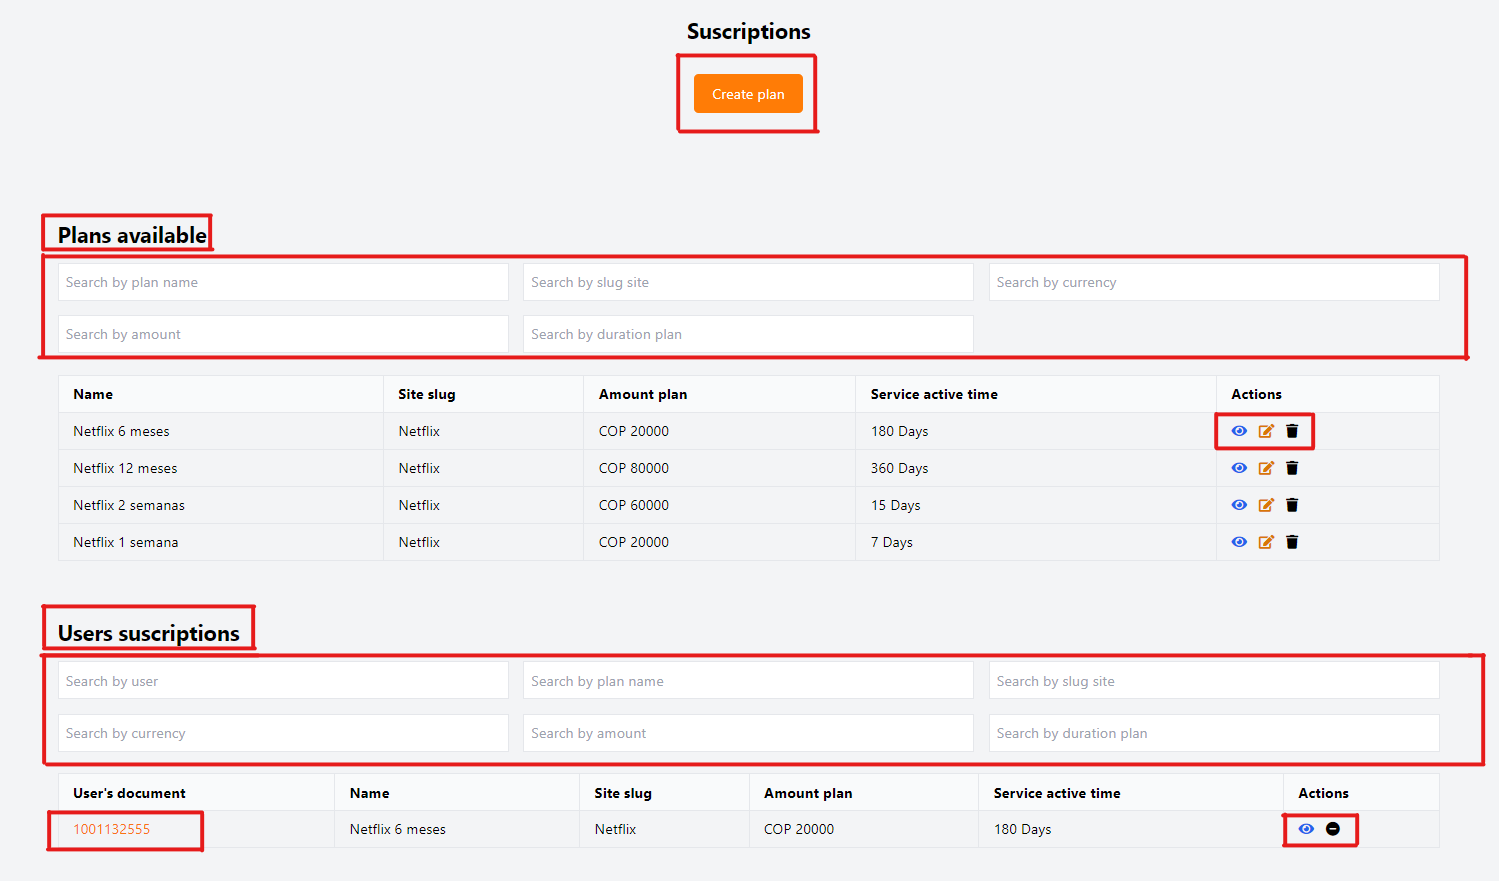 Suscriptions
Create plan
Plans available
Search by plan name Search by slug site Search by currency
Search by amount Search by duration plan
Name Site slug Amount plan Service active time Actions
Netflix 6 meses Netflix COP 20000 180 Days
Netflix 12 meses Netflix COP 80000 360 Days
Netflix 2 semanas Netflix COP 60000 15 Days
Netflix 1 semana Netflix COP 20000 7 Days
Users suscriptions
Search by user Search by plan name Search by slug site
Search by currency Search by amount Search by duration plan
User's document Name Site slug Amount plan Service active time Actions
1001132555 Netflix 6 meses Netflix COP 20000 180 Days